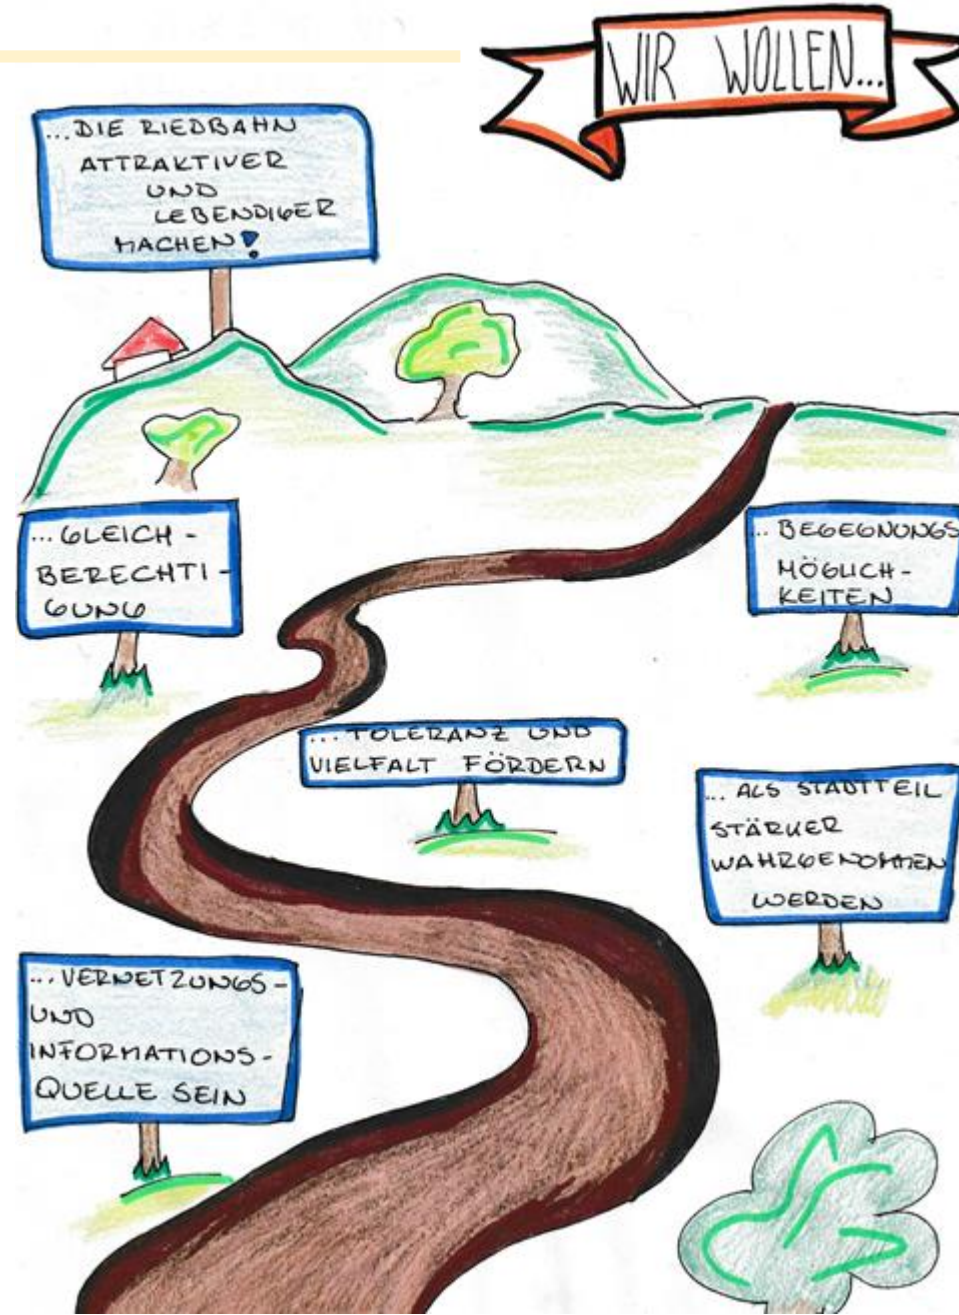 WIR WOLLEN...
...DIE RIEDBAHN
ATTRAKTIVER
UND
LEBENDIGER
MACHEN!
...GLEICH-
BERECHTI-
GUNG
...BEGEGNUNGS
MÖGLICH-
KEITEN
...TOLERANZ UND
VIELFALT FÖRDERN
...ALS STADTTEIL
STÄRKER
WAHRGENOMMEN
WERDEN
...VERNETZUNGS-
UND
INFORMATIONS-
QUELLE SEIN